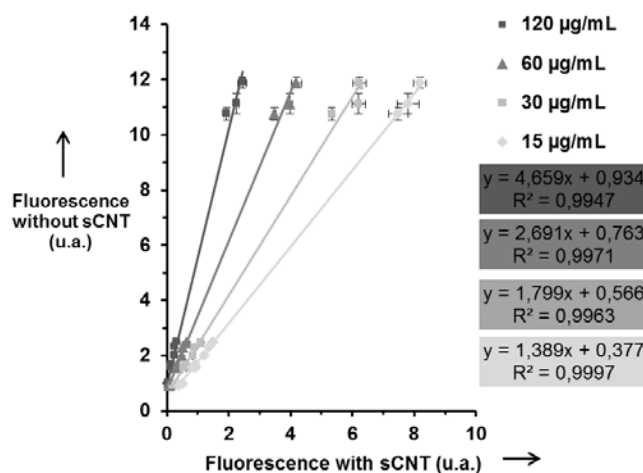 14
12
10
8
6
4
2
0
Fluorescence
without sCNT
(u.a.)
0 2 4 6 8 10
Fluorescence with sCNT (u.a.)
120 µg/mL
60 µg/mL
30 µg/mL
15 µg/mL
y = 4,659x + 0,934
R² = 0,9947
y = 2,691x + 0,763
R² = 0,9971
y = 1,799x + 0,566
R² = 0,9963
y = 1,389x + 0,377
R² = 0,9997